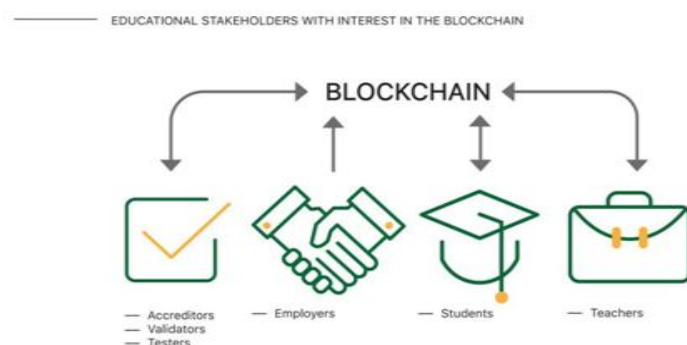 EDUCATIONAL STAKEHOLDERS WITH INTEREST IN THE BLOCKCHAIN
BLOCKCHAIN
— Accreditors
— Validators
— Testers
— Employers
— Students
— Teachers